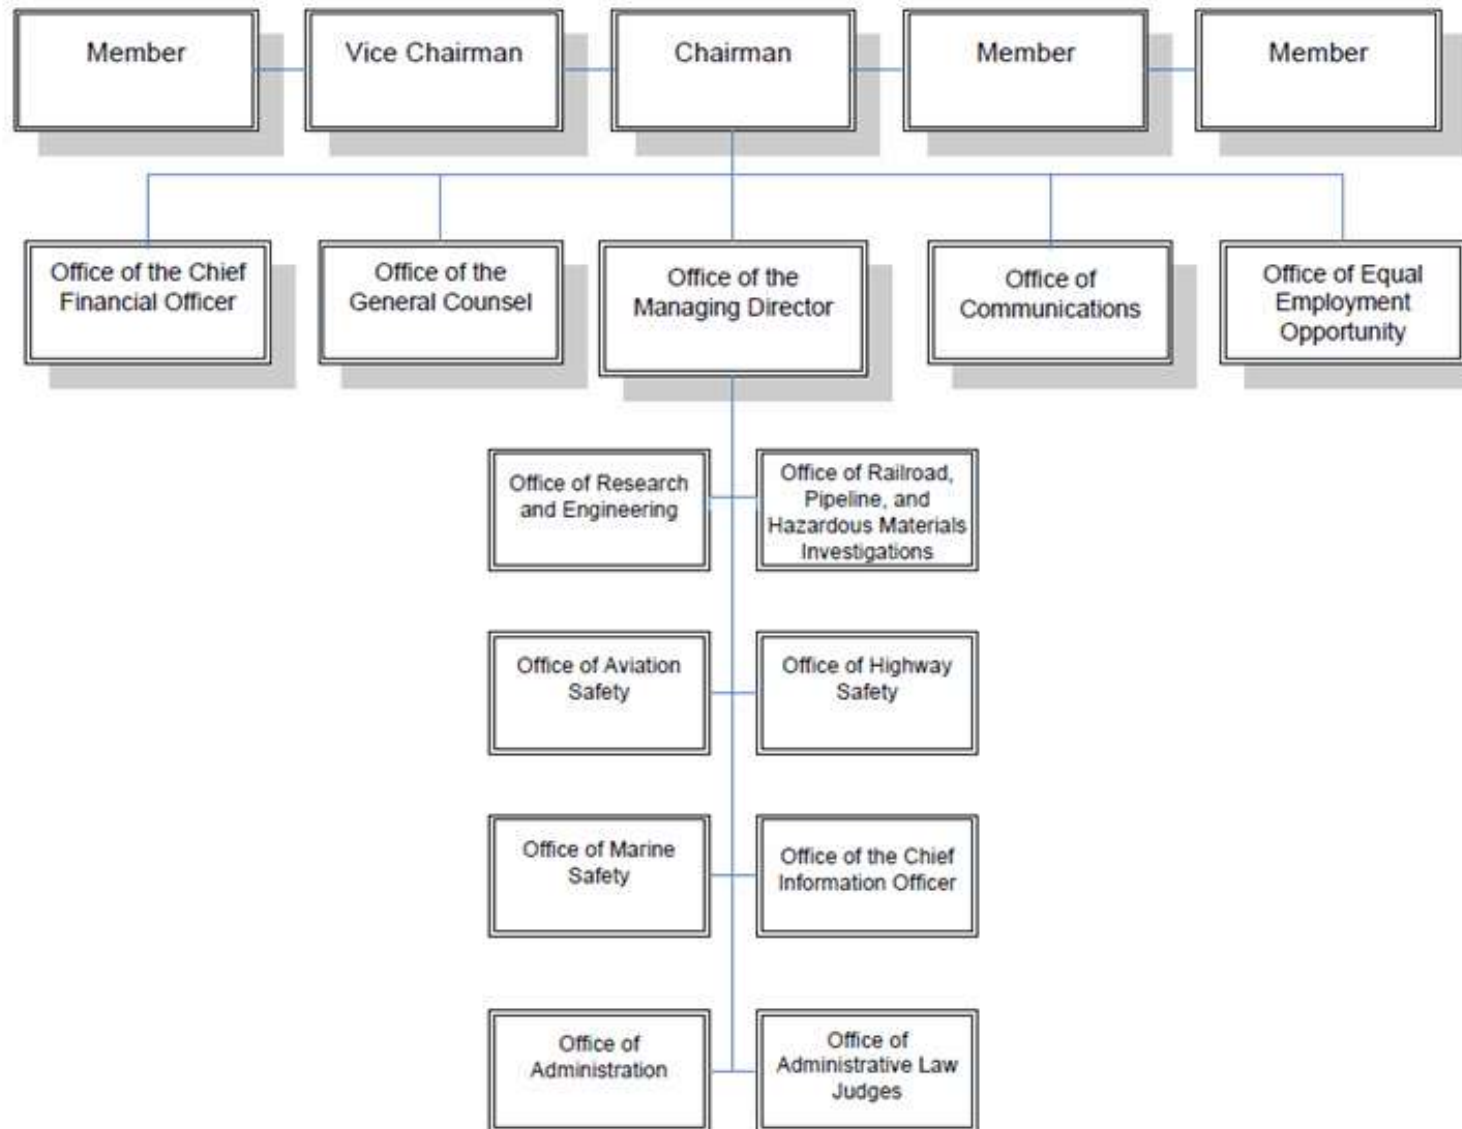 Member
Vice Chairman
Chairman
Member
Member
Office of the Chief
Financial Officer
Office of the
General Counsel
Office of the
Managing Director
Office of
Communications
Office of Equal
Employment
Opportunity
Office of Research
and Engineering
Office of Railroad,
Pipeline, and
Hazardous Materials
Investigations
Office of Aviation
Safety
Office of Highway
Safety
Office of Marine
Safety
Office of the Chief
Information Officer
Office of
Administration
Office of
Administrative Law
Judges